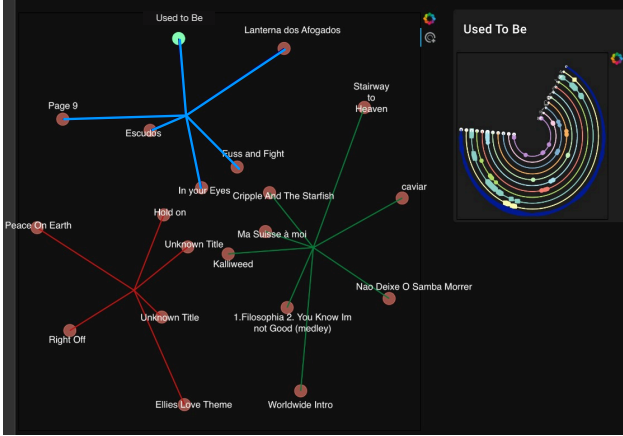 Used to Be
Lanterna dos Afogados
Used To Be
Stairway
to
Heaven
Page 9
Escudos
Fuss and Fight
In your Eyes
Cripple And The Starfish
caviar
Hold on
Peace On Earth
Ma Suisse à moi
Unknown Title
Kalliweed
Nao Deixe O Samba Morrer
Unknown Title
1.Filosophia 2. You Know Im
not Good (medley)
Right Off
Ellies Love Theme
Worldwide Intro